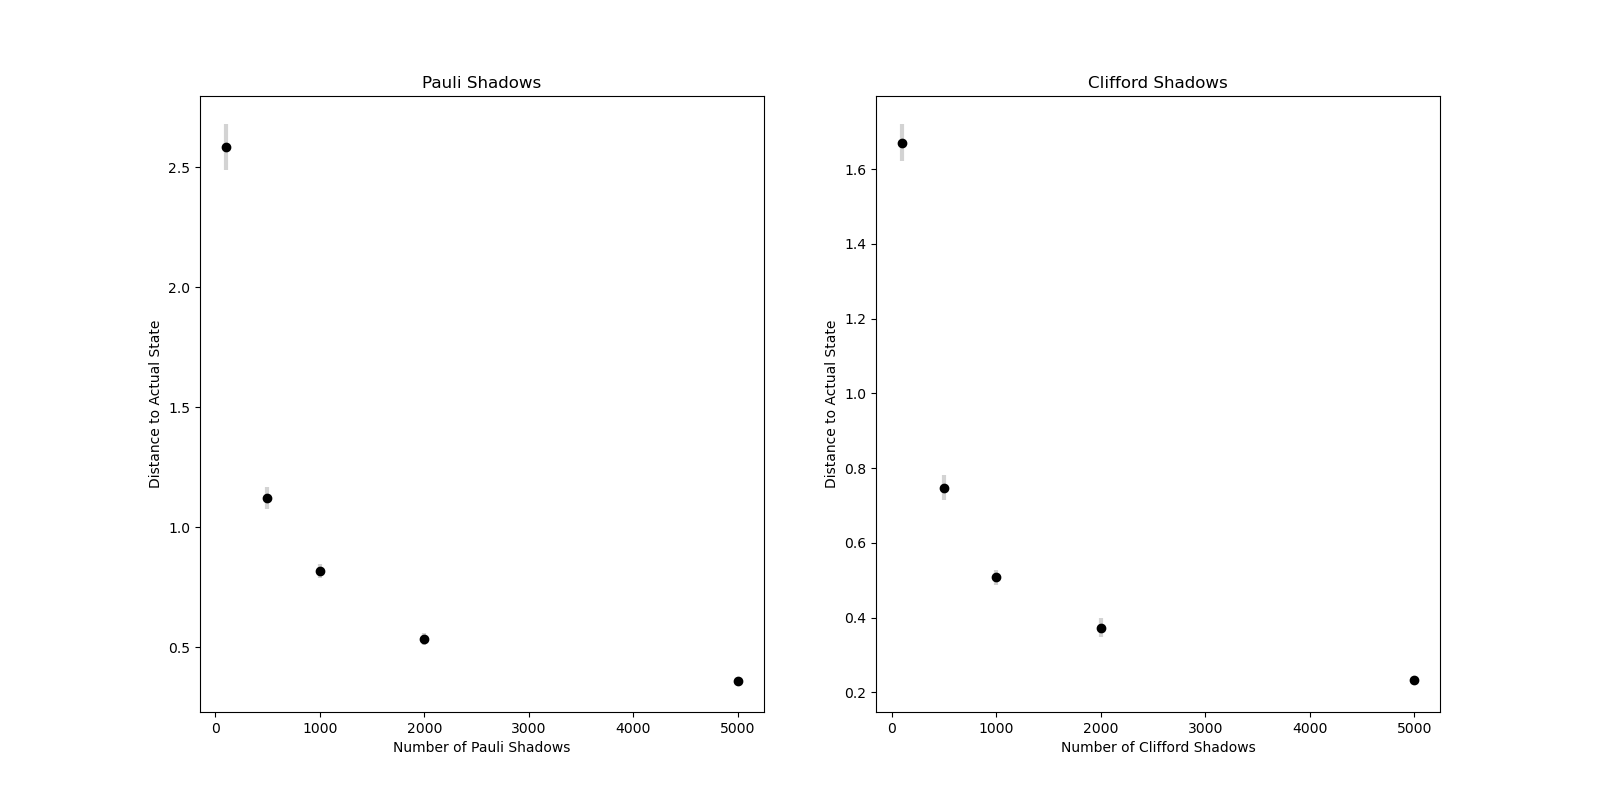 Pauli Shadows
Distance to Actual State
2.5
2.0
1.5
1.0
0.5
0 1000 2000 3000 4000 5000
Number of Pauli Shadows
Clifford Shadows
Distance to Actual State
1.6
1.4
1.2
1.0
0.8
0.6
0.4
0.2
0 1000 2000 3000 4000 5000
Number of Clifford Shadows